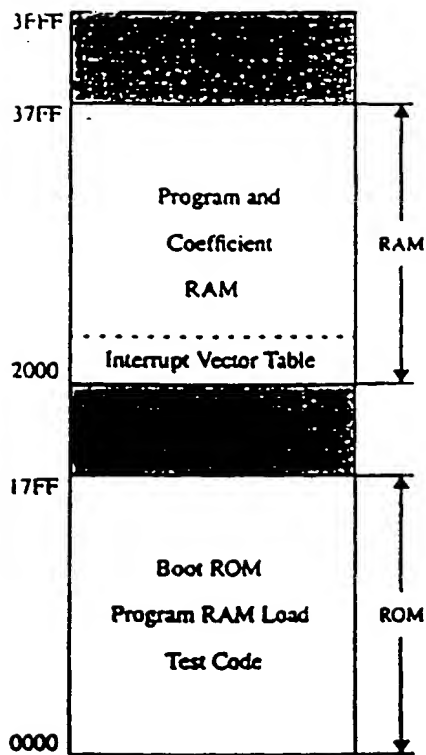 3FFF
37FF
Program and
Coefficient
RAM
RAM
Interrupt Vector Table
2000
17FF
Boot ROM
Program RAM Load
ROM
Test Code
0000